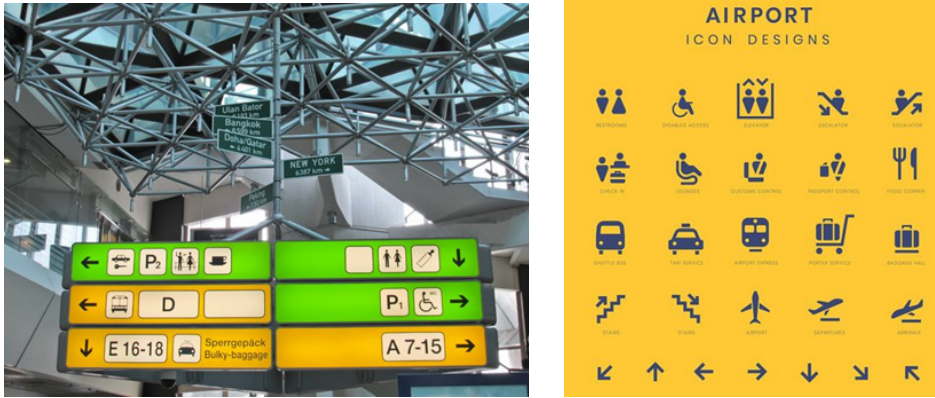 Ulan Bator
Bangkok
← 8599 km
Doha/Qatar
← 4401 km
NEW YORK
6387 km →
← P2
↓
← D
P1 →
↓ E 16-18 Sperrgepäck
Bulky-baggage
A 7-15 →
AIRPORT
ICON DESIGNS
RESTROOMS DISABLED ACCESS ELEVATOR ESCALATOR ESCALATOR
CHECK IN LOUNGES CUSTOMS CONTROL PASSPORT CONTROL FOOD CORNER
SHUTTLE BUS TAXI SERVICE AIRPORT EXPRESS PORTER SERVICE BAGGAGE HALL
STAIRS STAIRS AIRPORT DEPARTURES ARRIVALS
↙ ↑ ← → ↓ ↘ ↖